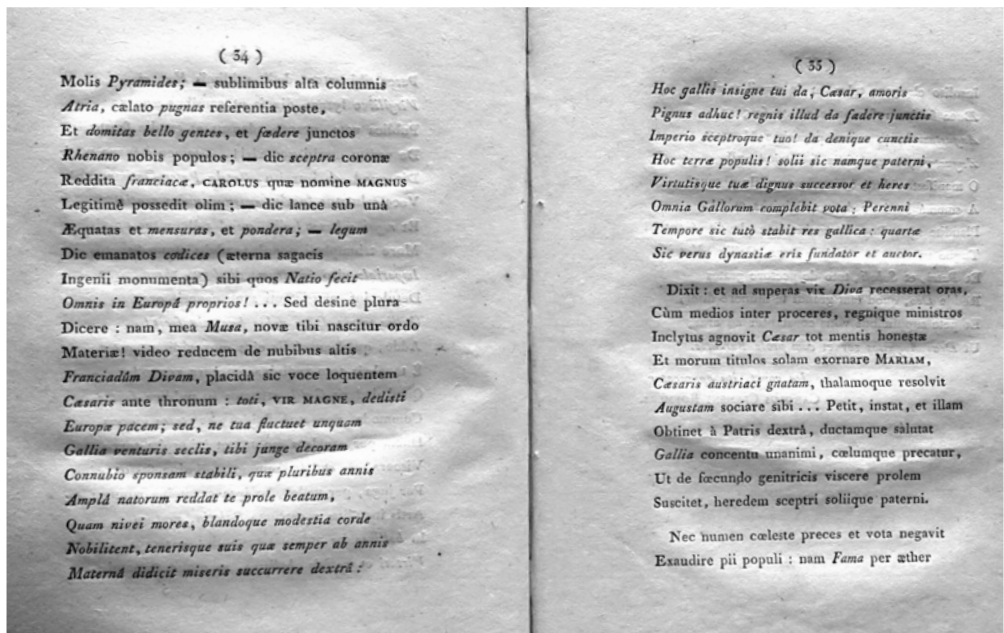 ( 34 )
Molis Pyramides; — sublimibus alta columnis
Atria, cælato pugnas referentia poste,
Et domitas bello gentes, et fœdere junctos
Rhenano nobis populos; — dic sceptra coronæ
Reddita franciacæ, CAROLUS quæ nomine MAGNUS
Legitimè possedit olim; — dic lance sub unâ
Æquatas et mensuras, et pondera; — legum
Dic emanatos codices (æterna sagacis
Ingenii monumenta) sibi quos Natio fecit
Omnis in Europâ proprios! ... Sed desine plura
Dicere : nam, mea Musa, novæ tibi nascitur ordo
Materiæ! video reducem de nubibus altis
Franciadûm Divam, placidâ sic voce loquentem
Cæsaris ante thronum : toti, VIR MAGNE, dedisti
Europæ pacem; sed, ne tua fluctuet unquam
Gallia venturis seclis, tibi junge decoram
Connubio sponsam stabili, quæ pluribus annis
Amplâ natorum reddat te prole beatum,
Quam nivei mores, blandoque modestia corde
Nobilitent, tenerisque suis quæ semper ab annis
Maternâ didicit miseris succurrere dextrâ :
( 35 )
Hoc gallis insigne tui da, Cæsar, amoris
Pignus adhuc! regnis illud da fœdere junctis
Imperio sceptroque tuo! da denique cunctis
Hoc terræ populis! solii sic namque paterni,
Virtutisque tuæ dignus successor et heres
Omnia Gallorum complebit vota : Perenni
Tempore sic tutò stabit res gallica : quartæ
Sic verus dynastiæ eris fundator et auctor.
Dixit : et ad superas vix Diva recesserat oras,
Cùm medios inter proceres, regnique ministros
Inclytus agnovit Cæsar tot mentis honestæ
Et morum titulos solam exornare MARIAM,
Cæsaris austriaci gnatam, thalamoque resolvit
Augustam sociare sibi ... Petit, instat, et illam
Obtinet à Patris dextrâ, ductamque salutat
Gallia concentu unanimi, cœlumque precatur,
Ut de fœcundo genitricis viscere prolem
Suscitet, heredem sceptri soliique paterni.
Nec numen cœleste preces et vota negavit
Exaudire pii populi : nam Fama per æther